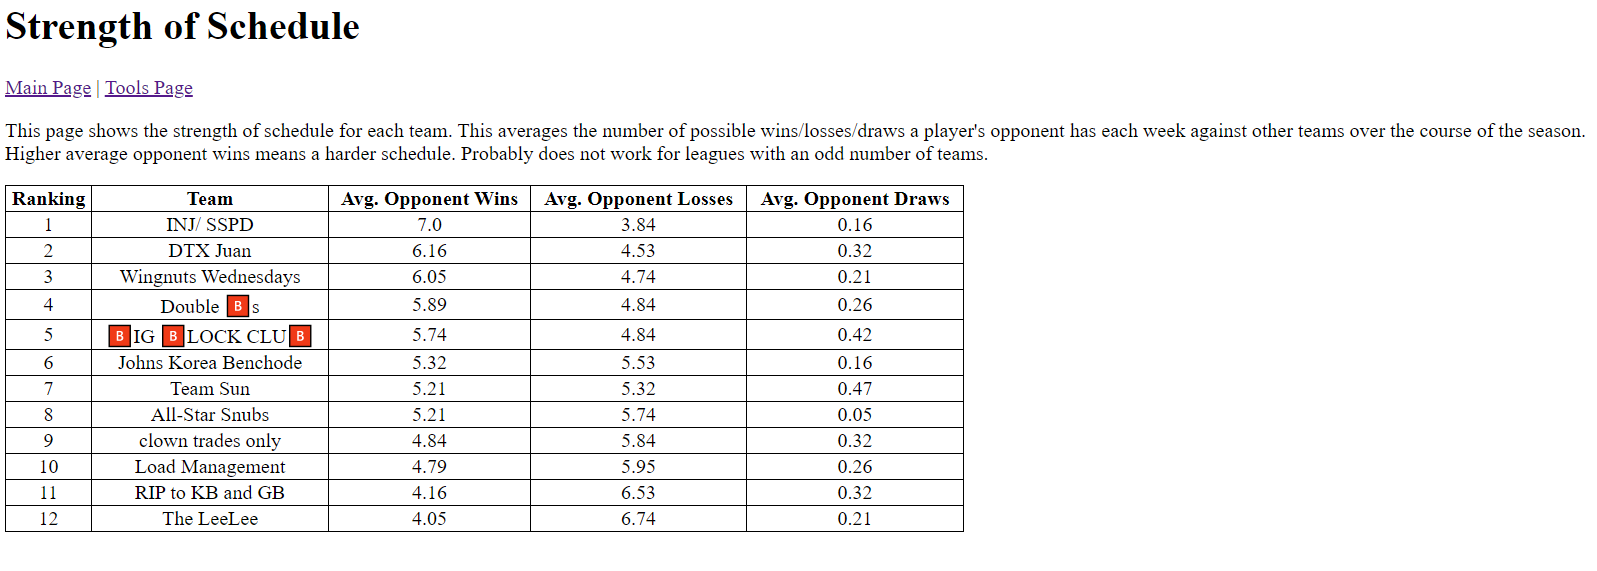 Strength of Schedule
Main Page | Tools Page
This page shows the strength of schedule for each team. This averages the number of possible wins/losses/draws a player's opponent has each week against other teams over the course of the season.
Higher average opponent wins means a harder schedule. Probably does not work for leagues with an odd number of teams.
Ranking Team Avg. Opponent Wins Avg. Opponent Losses Avg. Opponent Draws
1 INJ/ SSPD 7.0 3.84 0.16
2 DTX Juan 6.16 4.53 0.32
3 Wingnuts Wednesdays 6.05 4.74 0.21
4 Double 🅱s 5.89 4.84 0.26
5 🅱IG 🅱LOCK CLU🅱 5.74 4.84 0.42
6 Johns Korea Benchode 5.32 5.53 0.16
7 Team Sun 5.21 5.32 0.47
8 All-Star Snubs 5.21 5.74 0.05
9 clown trades only 4.84 5.84 0.32
10 Load Management 4.79 5.95 0.26
11 RIP to KB and GB 4.16 6.53 0.32
12 The LeeLee 4.05 6.74 0.21